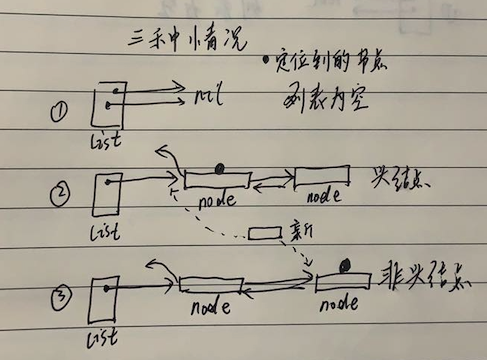 三种中小情况
• 定位到的节点
① nil 列表为空
list
② node node 头结点
list
新
③ node node 非头结点
list